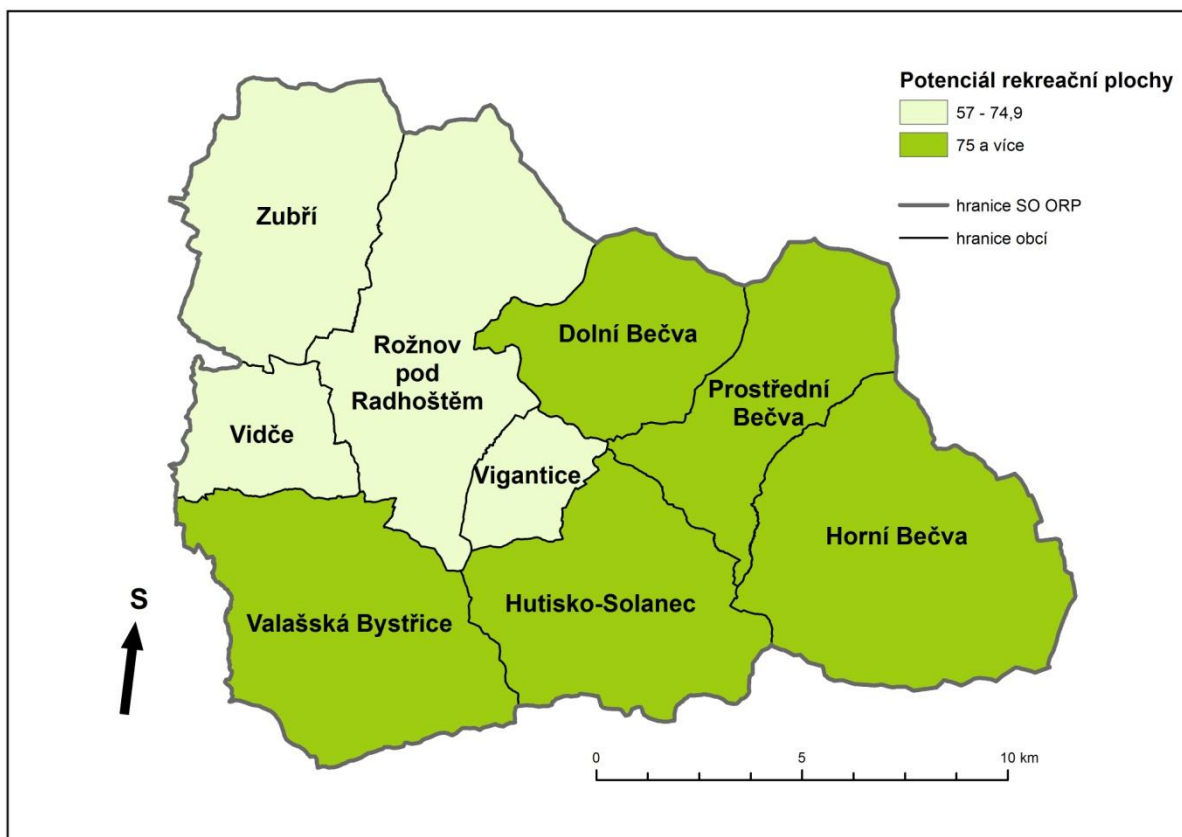 Potenciál rekreační plochy
57 - 74,9
75 a více
hranice SO ORP
hranice obcí
Zubří
Rožnov
pod
Radhoštěm
Dolní Bečva
Prostřední
Bečva
Vidče
Vigantice
Horní Bečva
Valašská Bystřice
Hutisko-Solanec
S
0 5 10 km